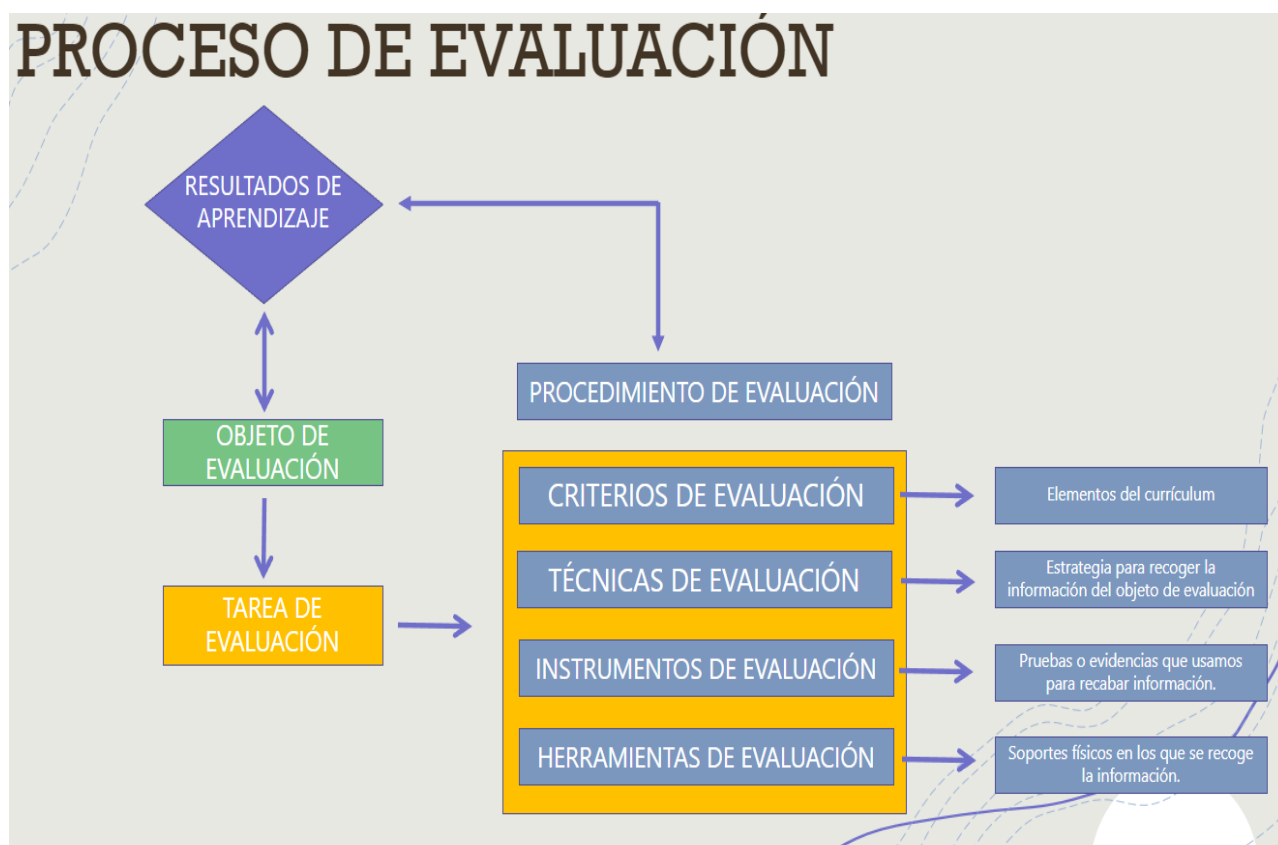 PROCESO DE EVALUACIÓN
RESULTADOS DE
APRENDIZAJE
PROCEDIMIENTO DE EVALUACIÓN
OBJETO DE
EVALUACIÓN
TAREA DE
EVALUACIÓN
CRITERIOS DE EVALUACIÓN
Elementos del currículum
TÉCNICAS DE EVALUACIÓN
Estrategia para recoger la
información del objeto de evaluación
INSTRUMENTOS DE EVALUACIÓN
Pruebas o evidencias que usamos
para recabar información.
HERRAMIENTAS DE EVALUACIÓN
Soportes físicos en los que se recoge
la información.